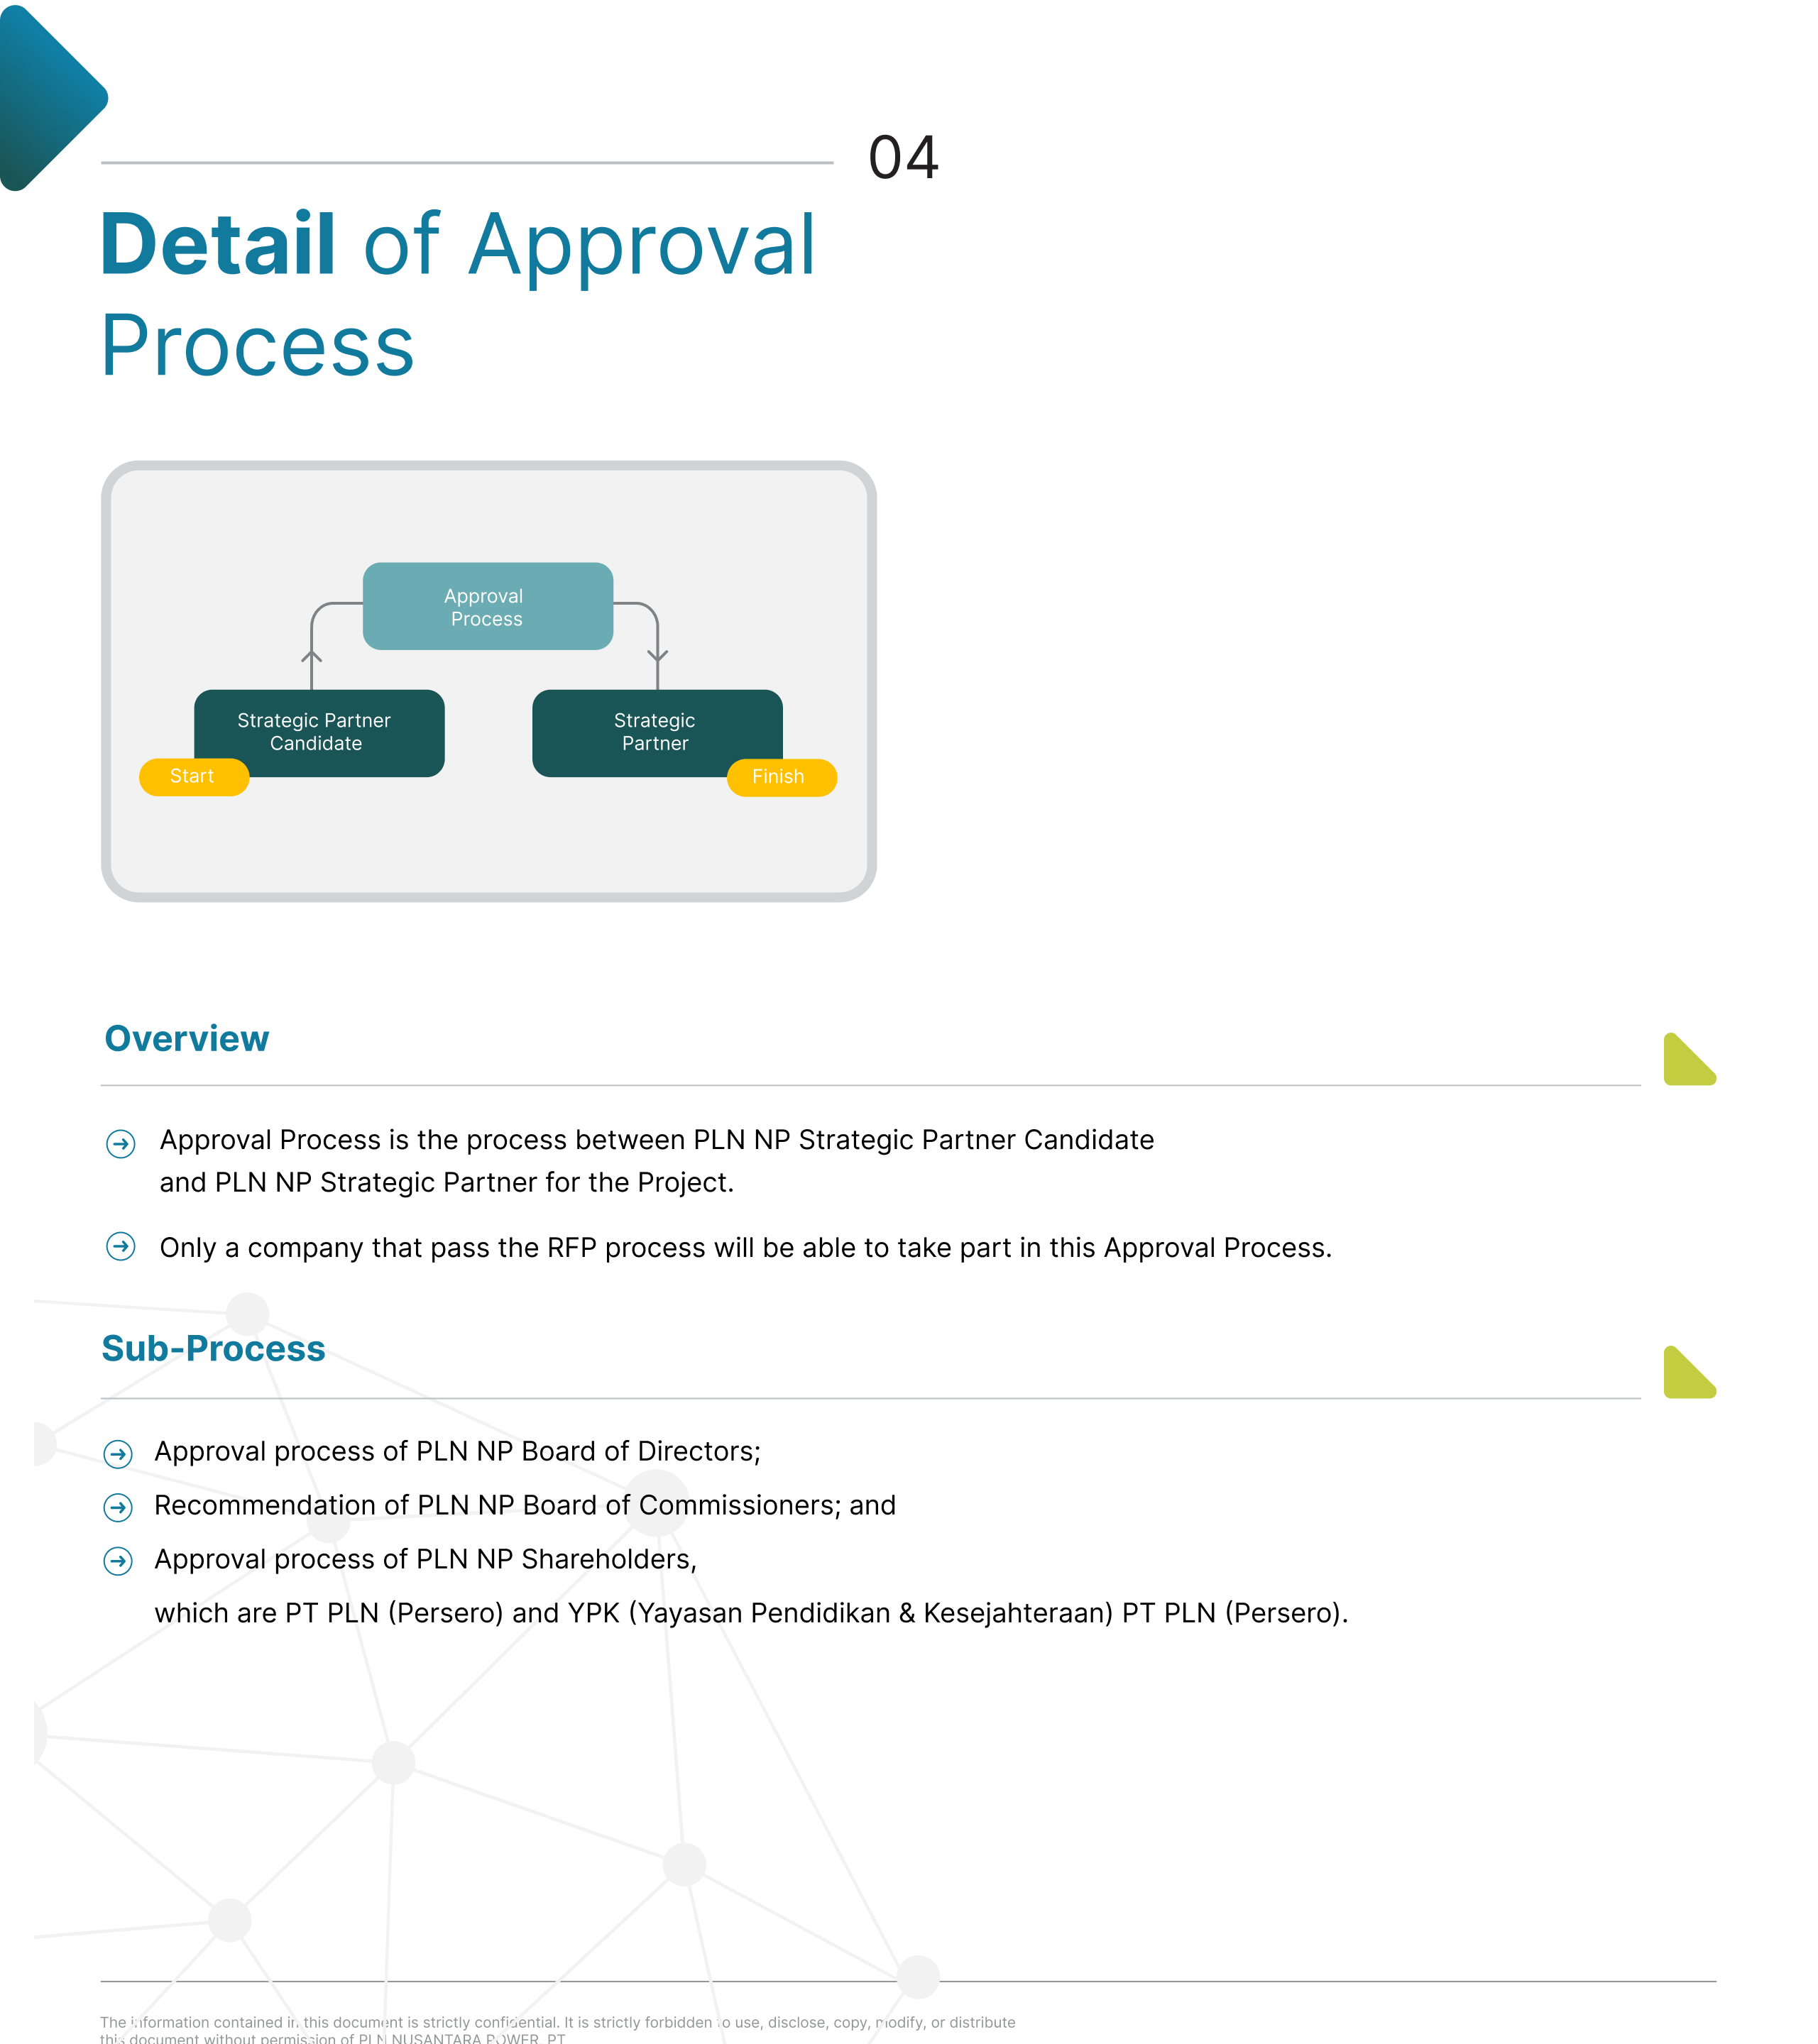 04
Detail of Approval
Process
Approval
Process
Strategic Partner
Candidate
Start
Strategic
Partner
Finish
Overview
Approval Process is the process between PLN NP Strategic Partner Candidate
and PLN NP Strategic Partner for the Project.
Only a company that pass the RFP process will be able to take part in this Approval Process.
Sub-Process
Approval process of PLN NP Board of Directors;
Recommendation of PLN NP Board of Commissioners; and
Approval process of PLN NP Shareholders,
which are PT PLN (Persero) and YPK (Yayasan Pendidikan & Kesejahteraan) PT PLN (Persero).
The information contained in this document is strictly confidential. It is strictly forbidden to use, disclose, copy, modify, or distribute
this document without permission of PLN NUSANTARA POWER, PT